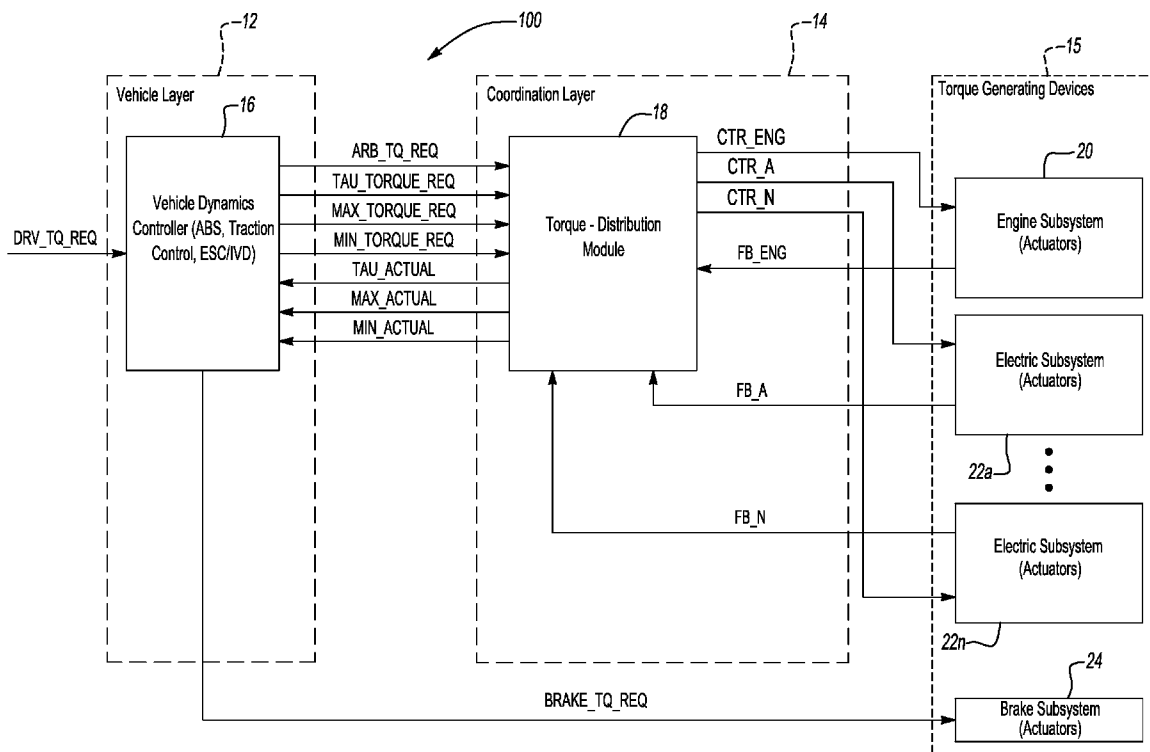 12
100
14
15
Vehicle Layer
Coordination Layer
Torque Generating Devices
16
18
20
Vehicle Dynamics
Controller (ABS, Traction
Control, ESC/IVD)
DRV_TQ_REQ
ARB_TQ_REQ
TAU_TORQUE_REQ
MAX_TORQUE_REQ
MIN_TORQUE_REQ
TAU_ACTUAL
MAX_ACTUAL
MIN_ACTUAL
Torque - Distribution
Module
CTR_ENG
CTR_A
CTR_N
FB_ENG
Engine Subsystem
(Actuators)
FB_A
Electric Subsystem
(Actuators)
22a
FB_N
Electric Subsystem
(Actuators)
22n
24
BRAKE_TQ_REQ
Brake Subsystem
(Actuators)